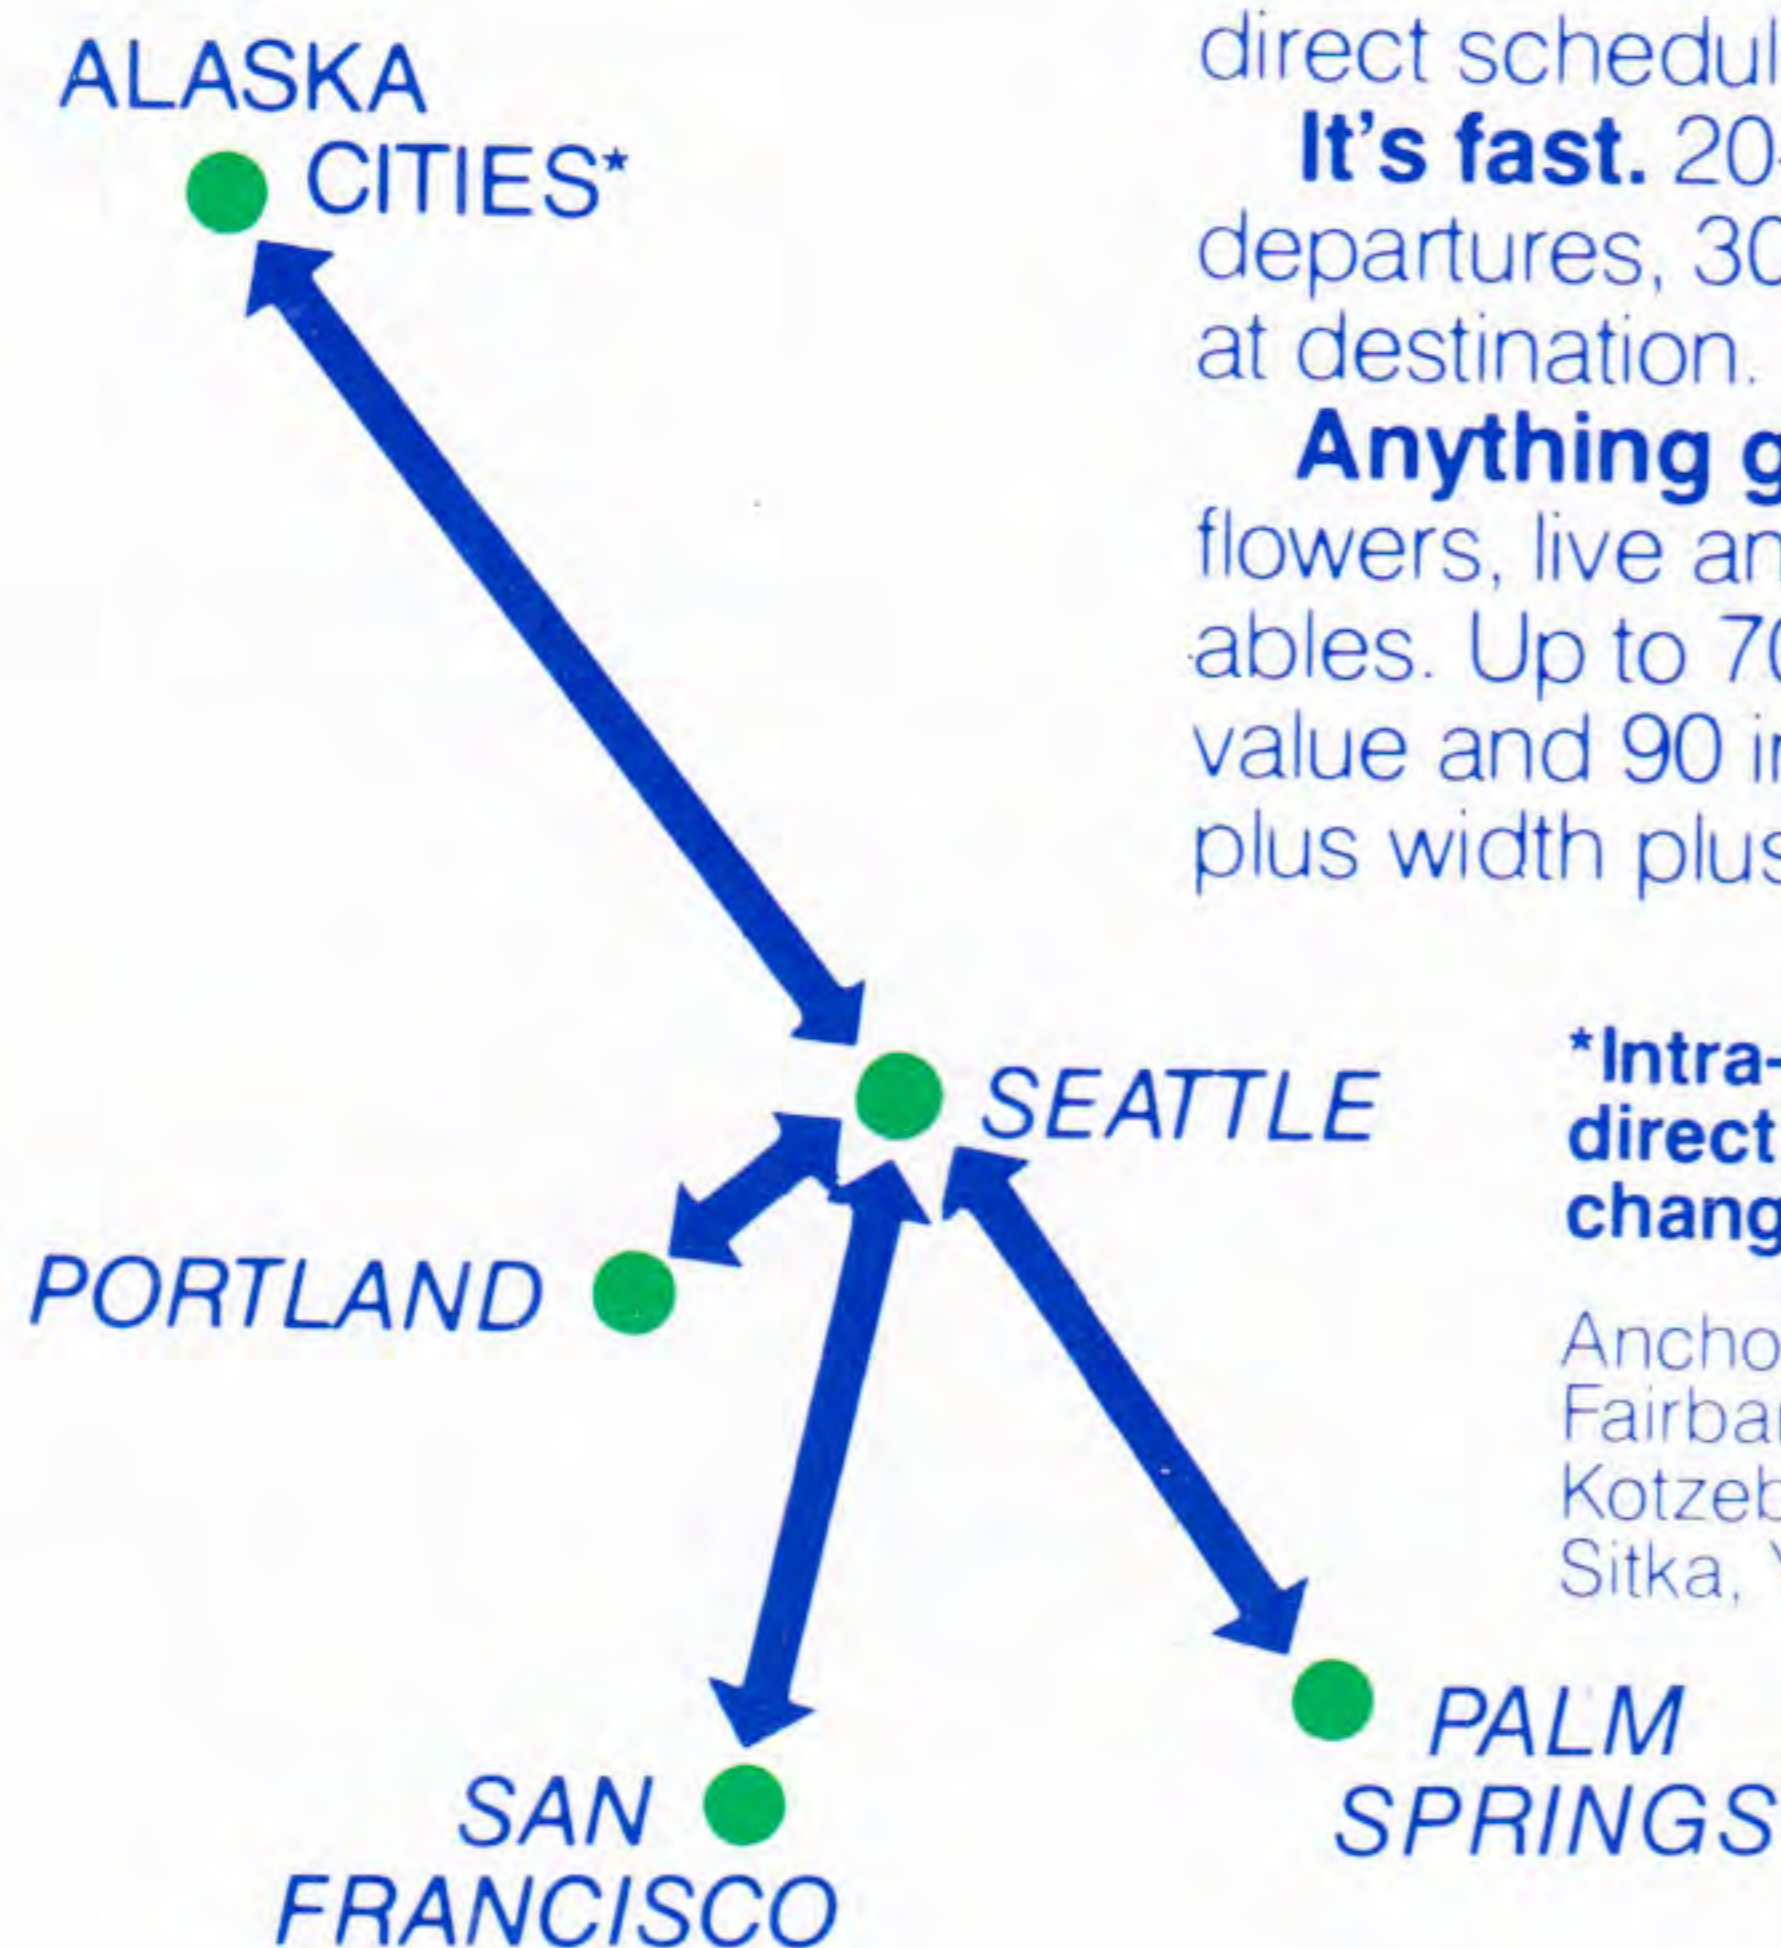 ALASKA
CITIES*
direct schedul
It's fast. 20
departures, 30
at destination.
Anything g
flowers, live an
ables. Up to 70
value and 90 in
plus width plus
SEATTLE
*Intra-
direct
chang
PORTLAND
Ancho
Fairba
Kotzeb
Sitka,
PALM
SPRINGS
SAN
FRANCISCO